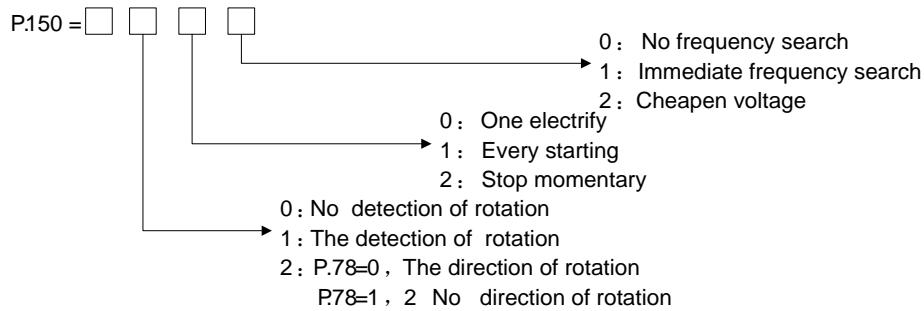 P.150 =
0： No frequency search
1： Immediate frequency search
2： Cheapen voltage
0： One electrify
1： Every starting
2： Stop momentary
0：No detection of rotation
1：The detection of rotation
2：P.78=0，The direction of rotation
P.78=1，2 No direction of rotation